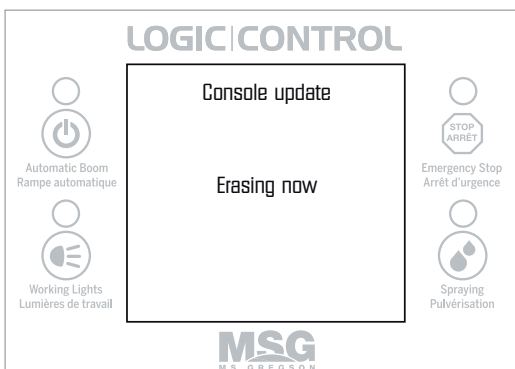 LOGIC CONTROL
Console update
Erasing now
Automatic Boom
Rampe automatique
Working Lights
Lumières de travail
STOP
ARRÊT
Emergency Stop
Arrêt d'urgence
Spraying
Pulvérisation
MSG
MS GREGSON